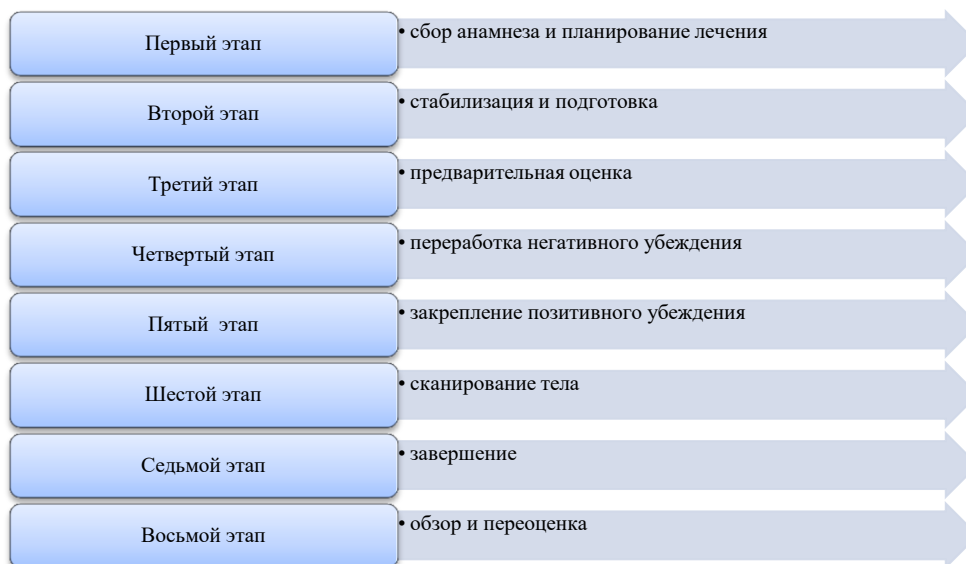 Первый этап
• сбор анамнеза и планирование лечения
Второй этап
• стабилизация и подготовка
Третий этап
• предварительная оценка
Четвертый этап
• переработка негативного убеждения
Пятый  этап
• закрепление позитивного убеждения
Шестой этап
• сканирование тела
Седьмой этап
• завершение
Восьмой этап
• обзор и переоценка